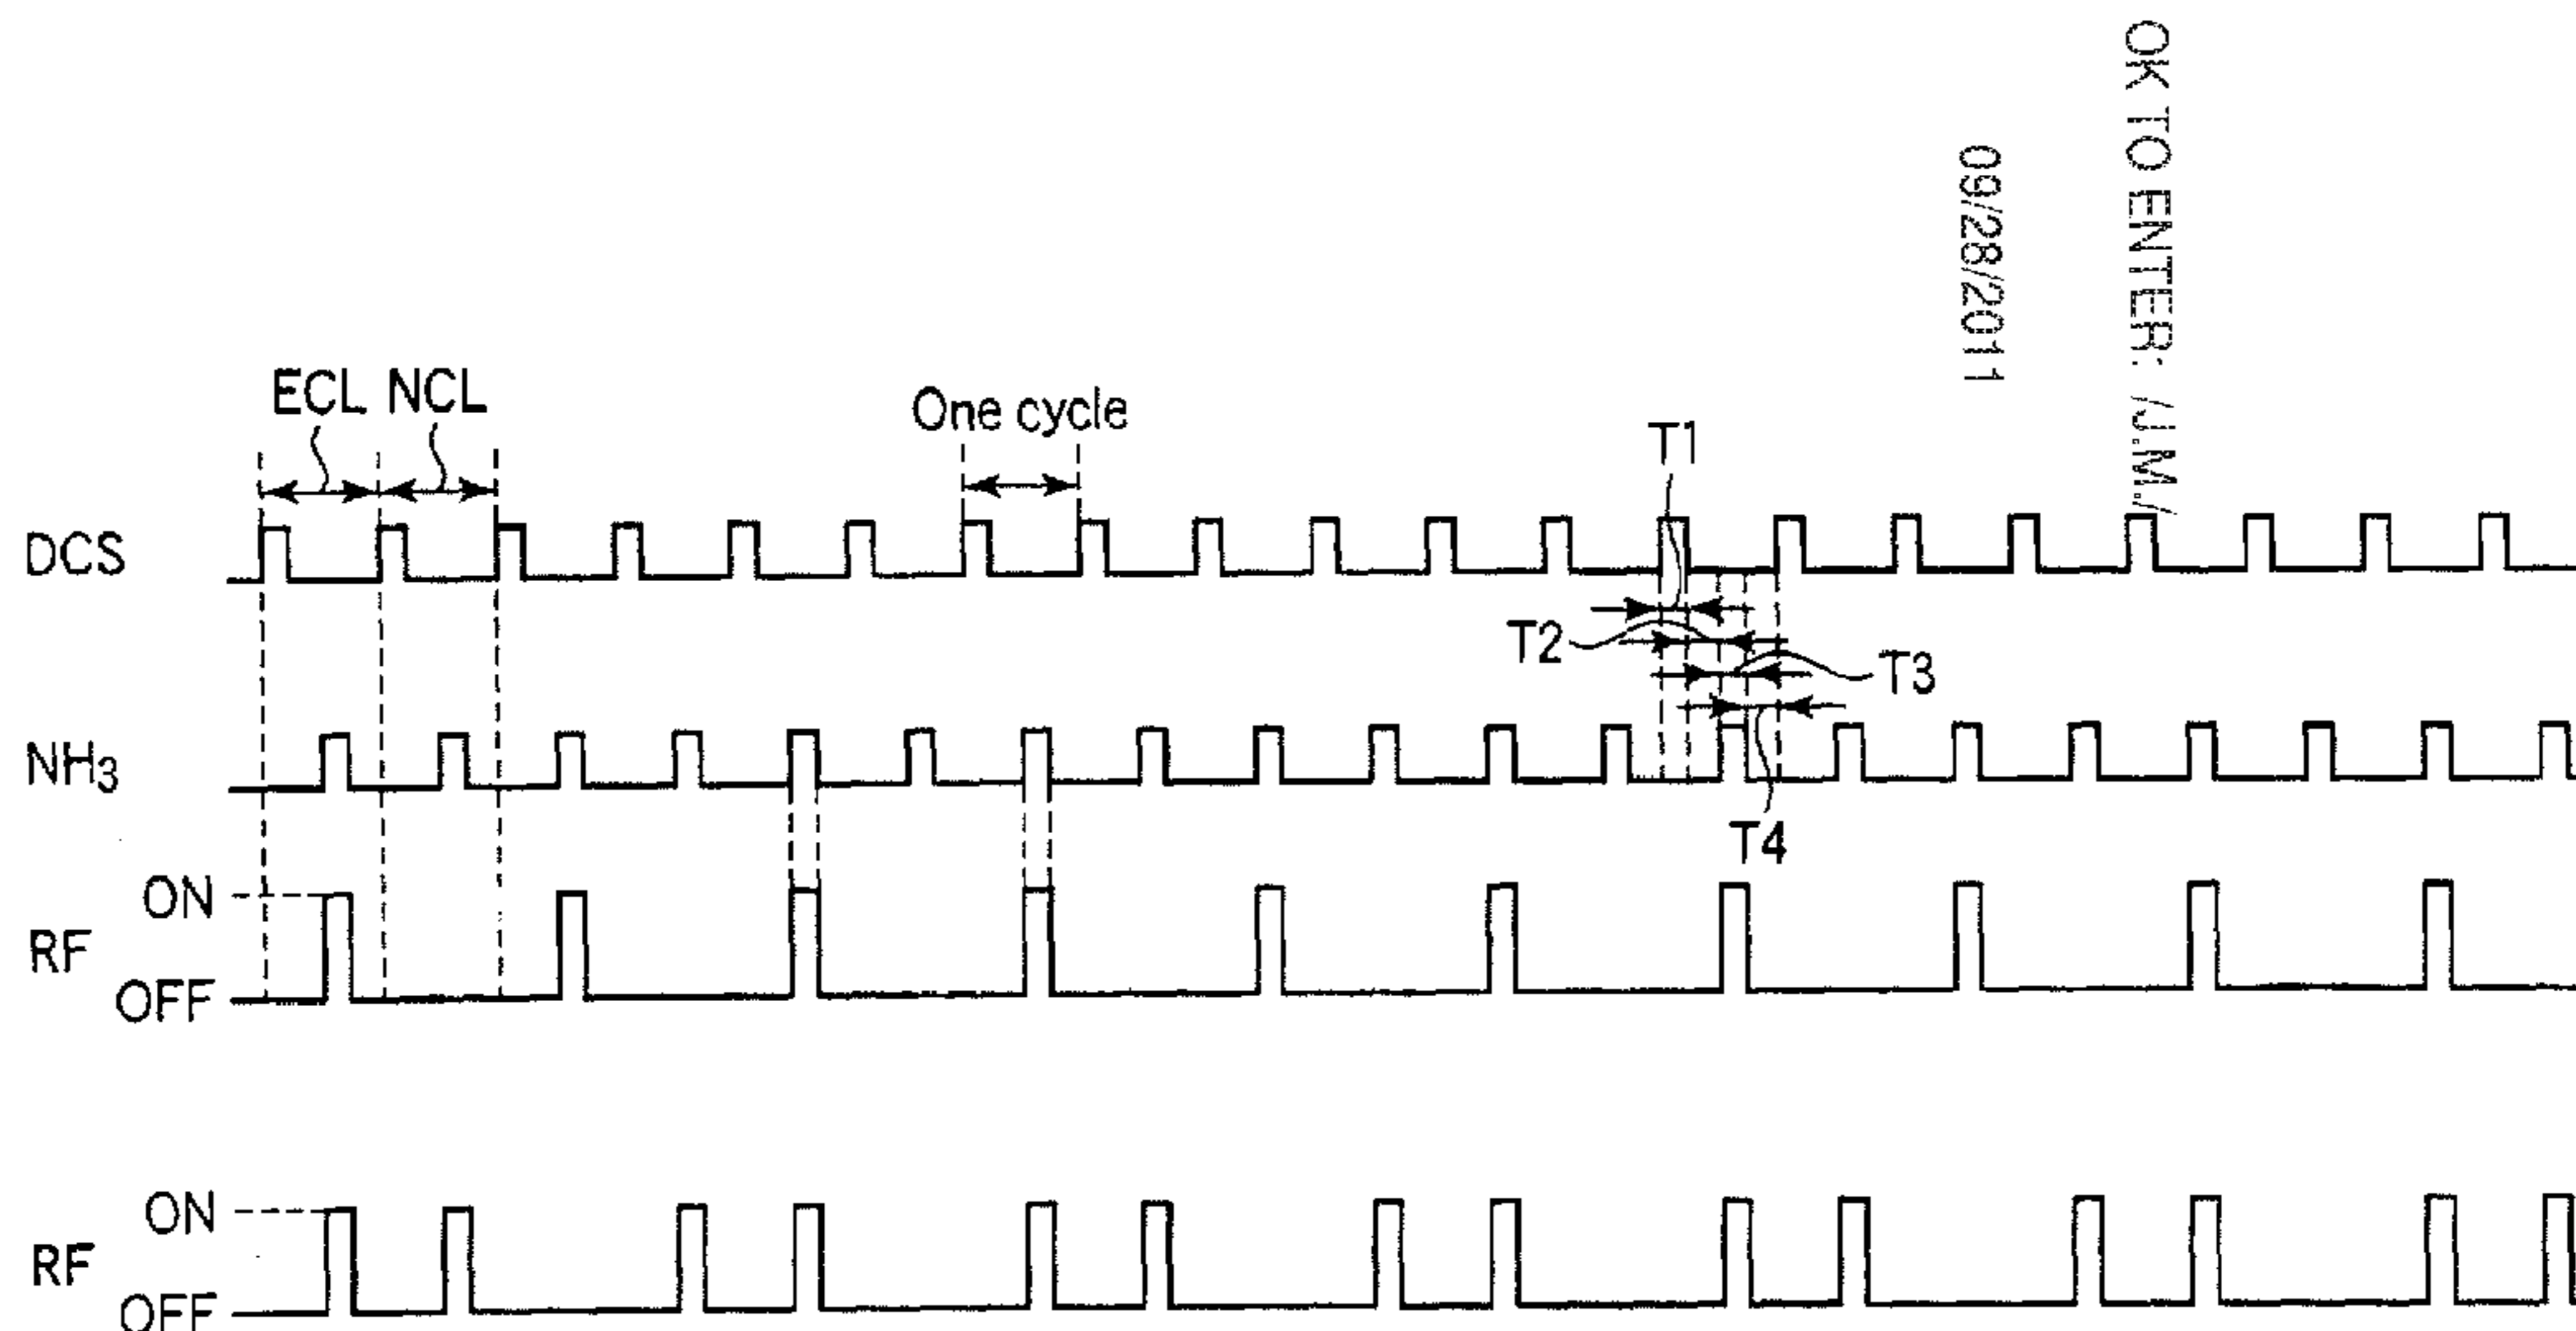 OK TO ENTER: /J.M./
09/28/2011
ECL NCL
One cycle
T1
DCS
T2
T3
NH₃
T4
ON
RF
OFF
ON
RF
OFF